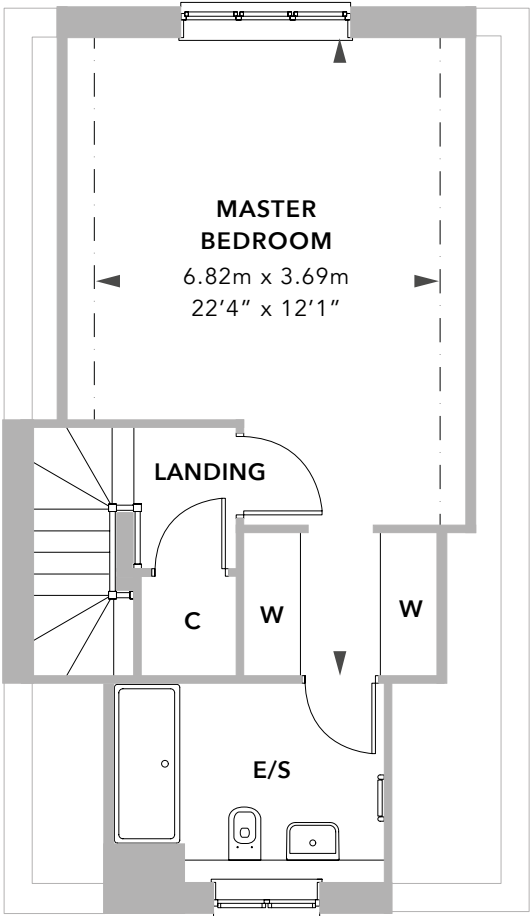 MASTER
BEDROOM
6.82m x 3.69m
22’4” x 12’1”
LANDING
C
W
W
E/S